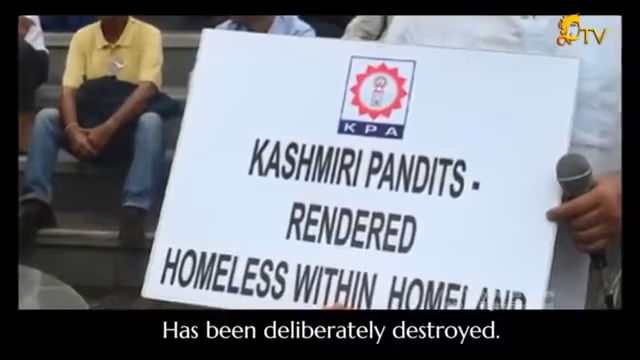 TV
KPA
KASHMIRI PANDITS -
RENDERED
HOMELESS WITHIN HOMELAND
Has been deliberately destroyed.